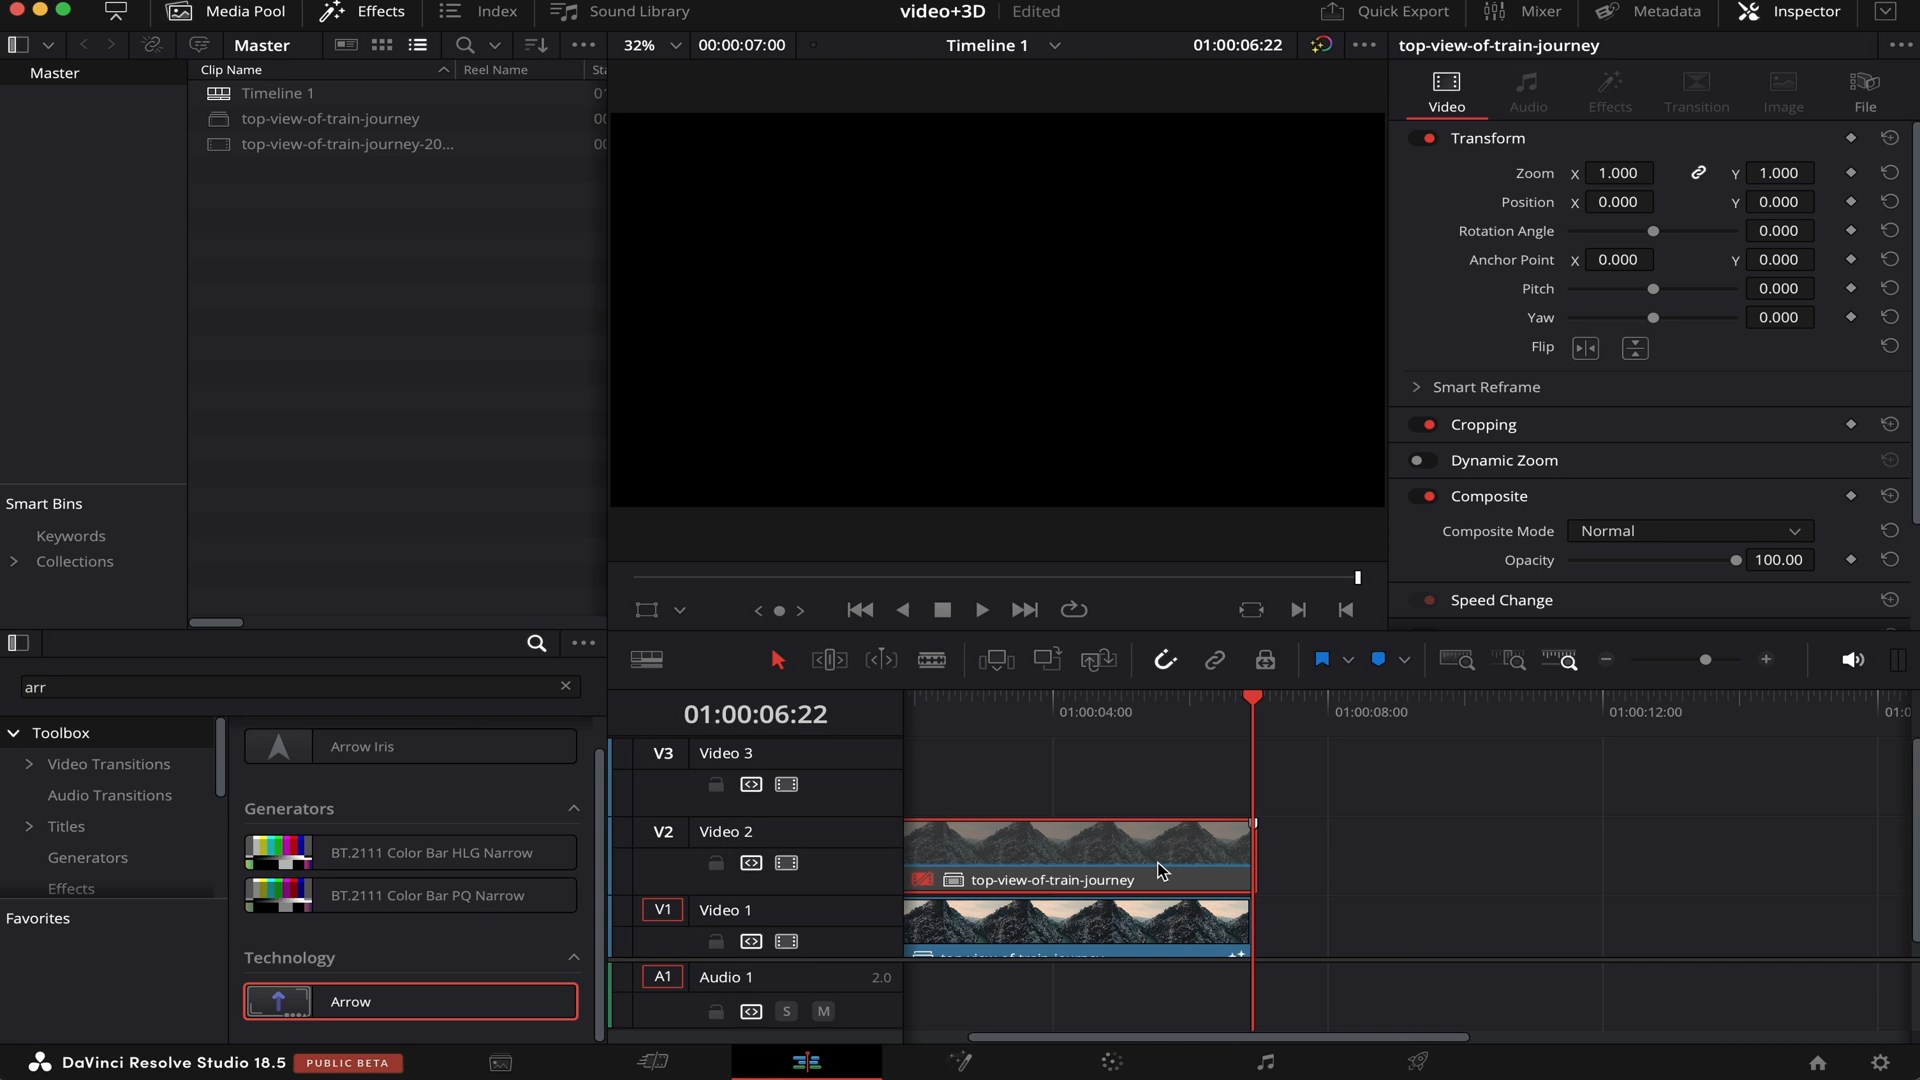 Media Pool
Effects
Index
Sound Library
video+3D
Edited
Quick Export
Mixer
Metadata
Inspector
Master
32%
00:00:07:00
Timeline 1
01:00:06:22
top-view-of-train-journey
Master
Clip Name
Reel Name
Timeline 1
top-view-of-train-journey
top-view-of-train-journey-20...
Smart Bins
Keywords
Collections
Video
Audio
Effects
Transition
Image
File
Transform
Zoom X 1.000 Y 1.000
Position X 0.000 Y 0.000
Rotation Angle 0.000
Anchor Point X 0.000 Y 0.000
Pitch 0.000
Yaw 0.000
Flip
Smart Reframe
Cropping
Dynamic Zoom
Composite
Composite Mode Normal
Opacity 100.00
Speed Change
arr
Toolbox
Video Transitions
Audio Transitions
Titles
Generators
Effects
Favorites
Arrow Iris
Generators
BT.2111 Color Bar HLG Narrow
BT.2111 Color Bar PQ Narrow
Technology
Arrow
01:00:06:22
01:00:04:00
01:00:08:00
01:00:12:00
V3 Video 3
V2 Video 2
top-view-of-train-journey
V1 Video 1
A1 Audio 1 2.0
S M
DaVinci Resolve Studio 18.5 PUBLIC BETA